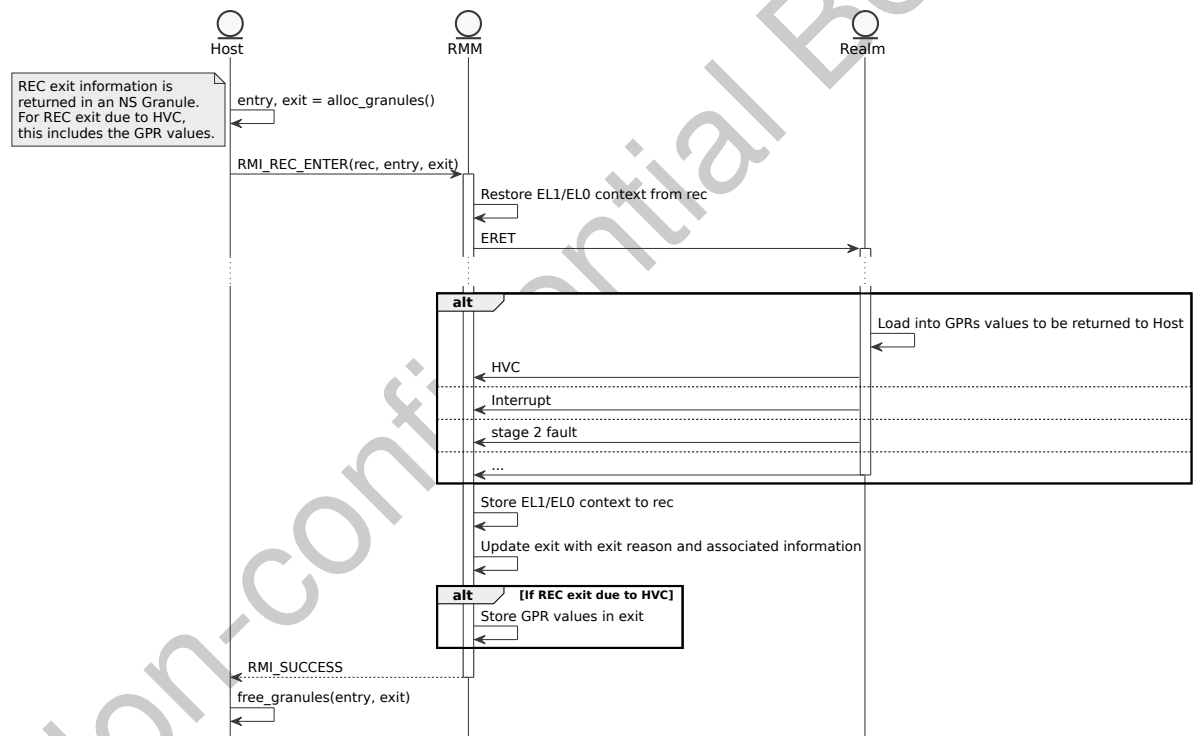 Host
RMM
Realm
REC exit information is
returned in an NS Granule.
For REC exit due to HVC,
this includes the GPR values.
entry, exit = alloc_granules()
RMI_REC_ENTER(rec, entry, exit)
Restore EL1/EL0 context from rec
ERET
alt
Load into GPRs values to be returned to Host
HVC
Interrupt
stage 2 fault
...
Store EL1/EL0 context to rec
Update exit with exit reason and associated information
alt [If REC exit due to HVC]
Store GPR values in exit
RMI_SUCCESS
free_granules(entry, exit)